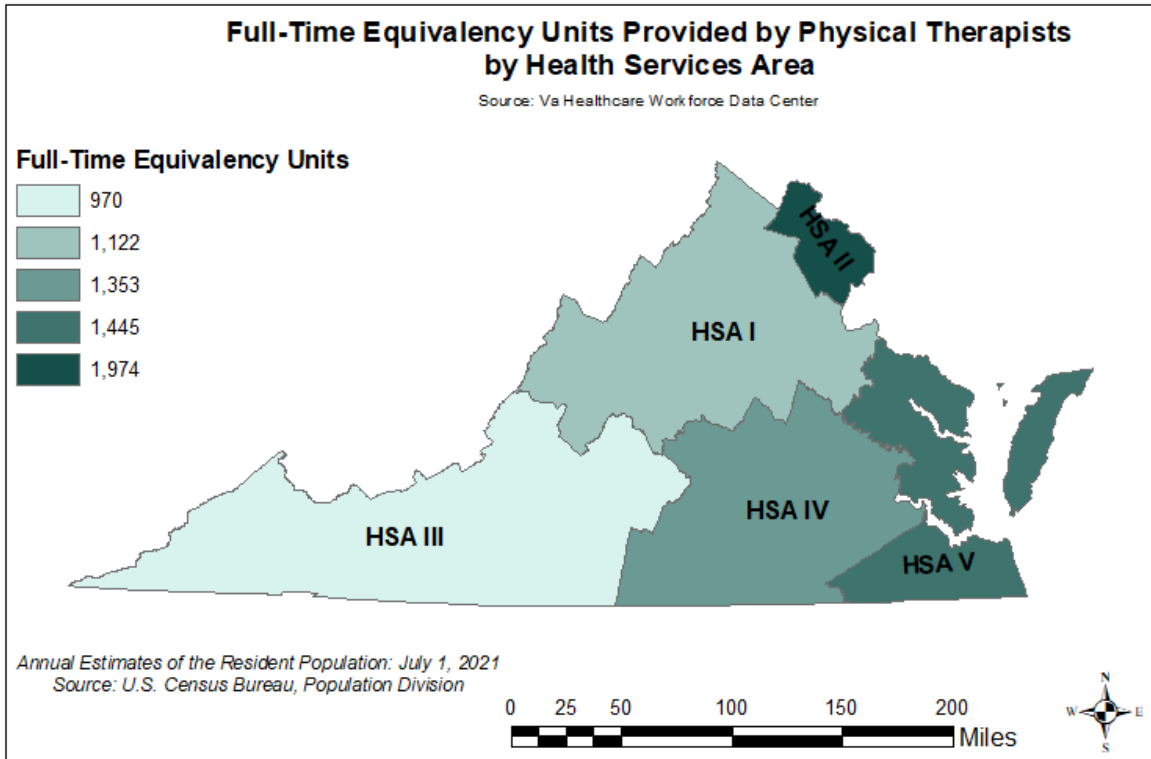 Full-Time Equivalency Units Provided by Physical Therapists
by Health Services Area
Source: Va Healthcare Workforce Data Center
Full-Time Equivalency Units
970
1,122
1,353
1,445
1,974
HSA II
HSA I
HSA IV
HSA III
HSA V
Annual Estimates of the Resident Population: July 1, 2021
Source: U.S. Census Bureau, Population Division
0 25 50 100 150 200
Miles
N
W E
S